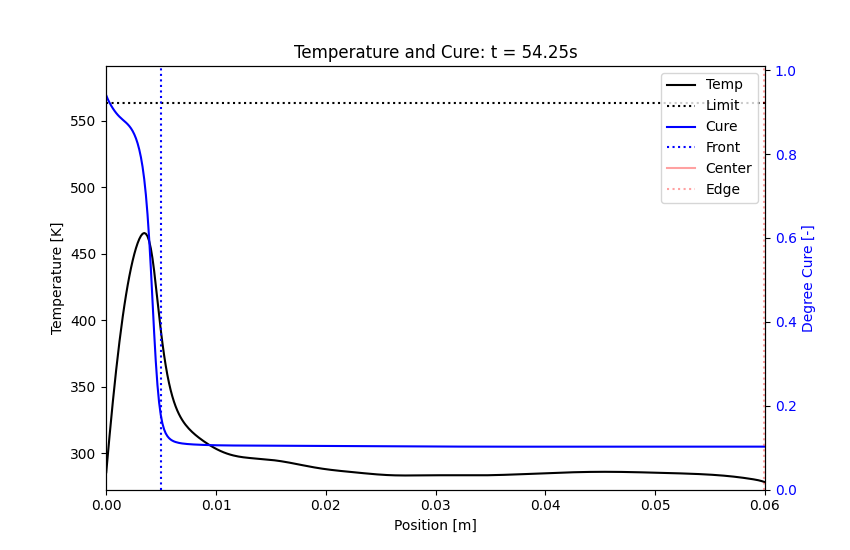 Temperature and Cure: t = 54.25s
Temp
Limit
Cure
Front
Center
Edge
Temperature [K]
550
500
450
400
350
300
1.0
0.8
0.6
0.4
0.2
0.0
Degree Cure [-]
0.00 0.01 0.02 0.03 0.04 0.05 0.06
Position [m]